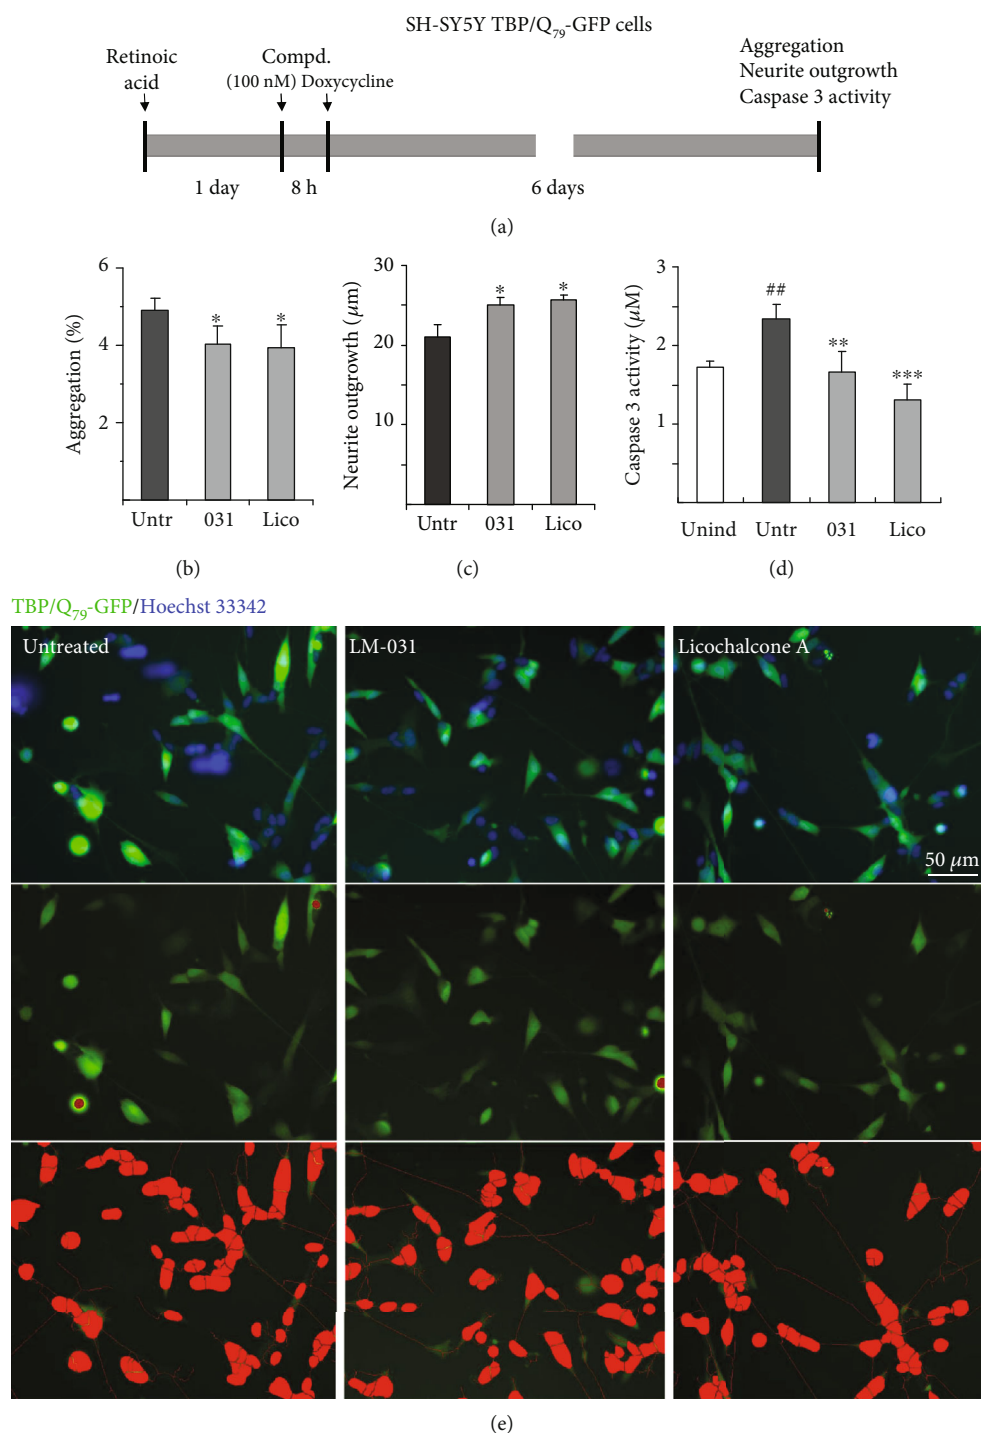 SH-SY5Y TBP/Q79-GFP cells
Retinoic acid
Compd. (100 nM)
Doxycycline
Aggregation
Neurite outgrowth
Caspase 3 activity
1 day
8 h
6 days
(a)
Aggregation (%)
6
4
2
*
*
Untr 031 Lico
(b)
Neurite outgrowth (μm)
30
20
10
*
*
Untr 031 Lico
(c)
Caspase 3 activity (μM)
3
2
1
##
**
***
Unind Untr 031 Lico
(d)
TBP/Q79-GFP/Hoechst 33342
Untreated
LM-031
Licochalcone A
50 μm
(e)